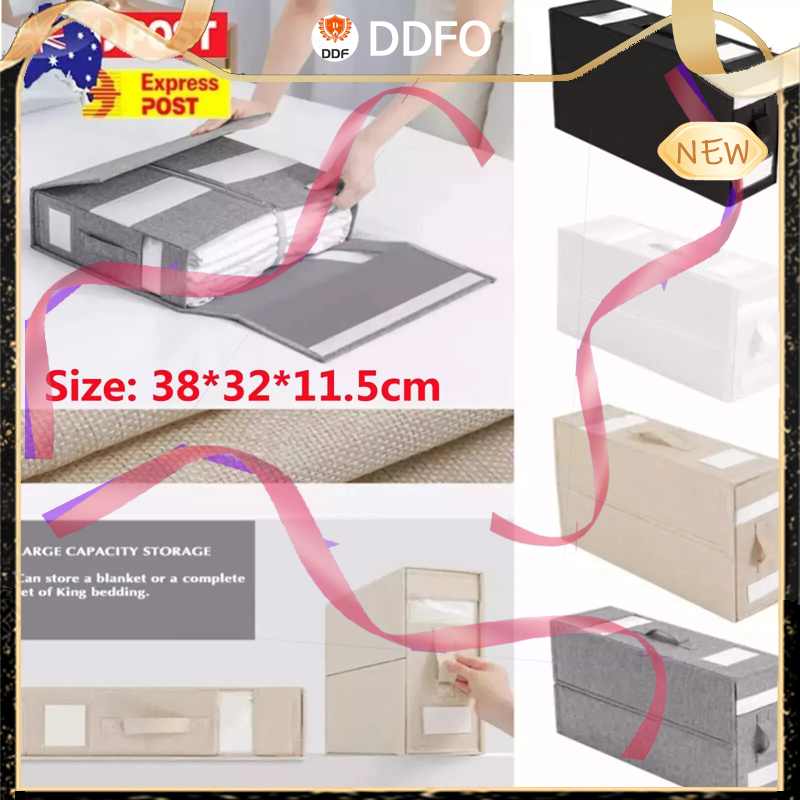 POST
DDF
DDFO
Express
POST
NEW
Size: 38*32*11.5cm
ARGE CAPACITY STORAGE
Can store a blanket or a complete
et of King bedding.